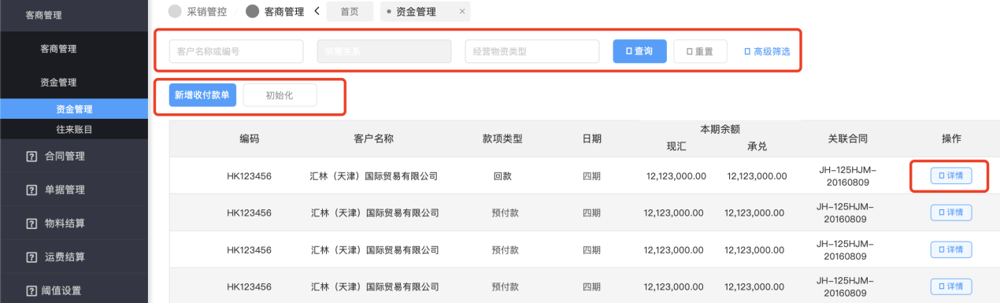 客商管理
采销管控 客商管理 首页 资金管理 ×
客商管理
客户名称或编号 供需关系 经营物资类型 查询 重置 高级筛选
资金管理
新增收付款单 初始化
资金管理
往来账目
编码 客户名称 款项类型 日期 本期余额 关联合同 操作
现汇 承兑
合同管理
HK123456 汇林（天津）国际贸易有限公司 回款 四期 12,123,000.00 12,123,000.00 JH-125HJM-20160809 详情
单据管理
HK123456 汇林（天津）国际贸易有限公司 预付款 四期 12,123,000.00 12,123,000.00 JH-125HJM-20160809 详情
物料结算
HK123456 汇林（天津）国际贸易有限公司 预付款 四期 12,123,000.00 12,123,000.00 JH-125HJM-20160809 详情
运费结算
HK123456 汇林（天津）国际贸易有限公司 预付款 四期 12,123,000.00 12,123,000.00 JH-125HJM-20160809 详情
阈值设置